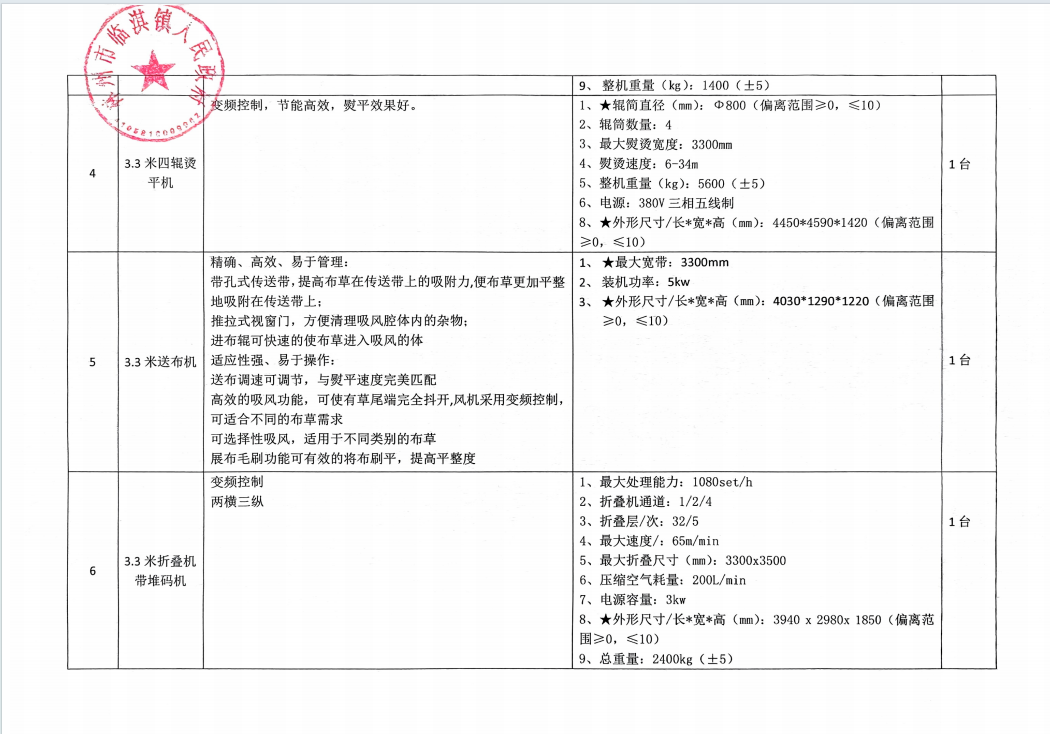 林州市临淇镇人民政府
9、 整机重量（kg）：1400（±5）
4
3.3 米四辊烫
平机
变频控制，节能高效，熨平效果好。
1、★辊筒直径（mm）：Φ800（偏离范围≥0，≤10）
2、辊筒数量：4
3、最大熨烫宽度：3300mm
4、熨烫速度：6-34m
5、整机重量（kg）：5600（±5）
6、电源：380V 三相五线制
8、★外形尺寸/长*宽*高（mm）：4450*4590*1420（偏离范围
≥0，≤10）
1 台
5
3.3 米送布机
精确、高效、易于管理：
带孔式传送带,提高布草在传送带上的吸附力,便布草更加平整
地吸附在传送带上；
推拉式视窗门，方便清理吸风腔体内的杂物；
进布辊可快速的使布草进入吸风的体
适应性强、易于操作：
送布调速可调节，与熨平速度完美匹配
高效的吸风功能，可使有草尾端完全抖开,风机采用变频控制，
可适合不同的布草需求
可选择性吸风，适用于不同类别的布草
展布毛刷功能可有效的将布刷平，提高平整度
1、 ★最大宽带：3300mm
2、 装机功率：5kw
3、 ★外形尺寸/长*宽*高（mm）：4030*1290*1220（偏离范围
≥0，≤10）
1 台
6
3.3 米折叠机
带堆码机
变频控制
两横三纵
1、最大处理能力：1080set/h
2、折叠机通道：1/2/4
3、折叠层/次：32/5
4、最大速度/：65m/min
5、最大折叠尺寸（mm）：3300x3500
6、压缩空气耗量：200L/min
7、电源容量：3kw
8、★外形尺寸/长*宽*高（mm）：3940 x 2980x 1850（偏离范
围≥0，≤10）
9、总重量：2400kg（±5）
1 台